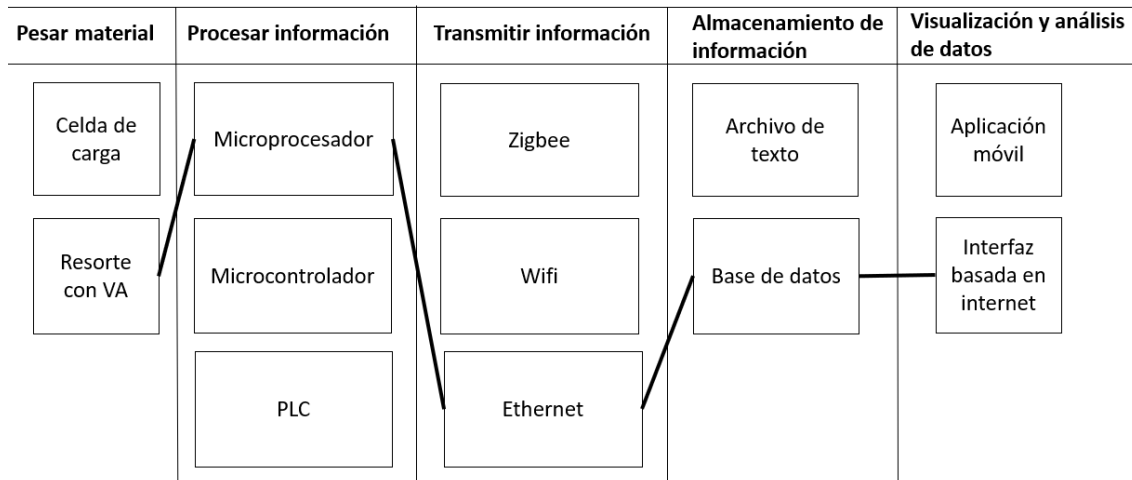 Pesar material
Procesar información
Transmitir información
Almacenamiento de
información
Visualización y análisis
de datos
Celda de
carga
Microprocesador
Zigbee
Archivo de
texto
Aplicación
móvil
Resorte
con VA
Microcontrolador
Wifi
Base de datos
Interfaz
basada en
internet
PLC
Ethernet